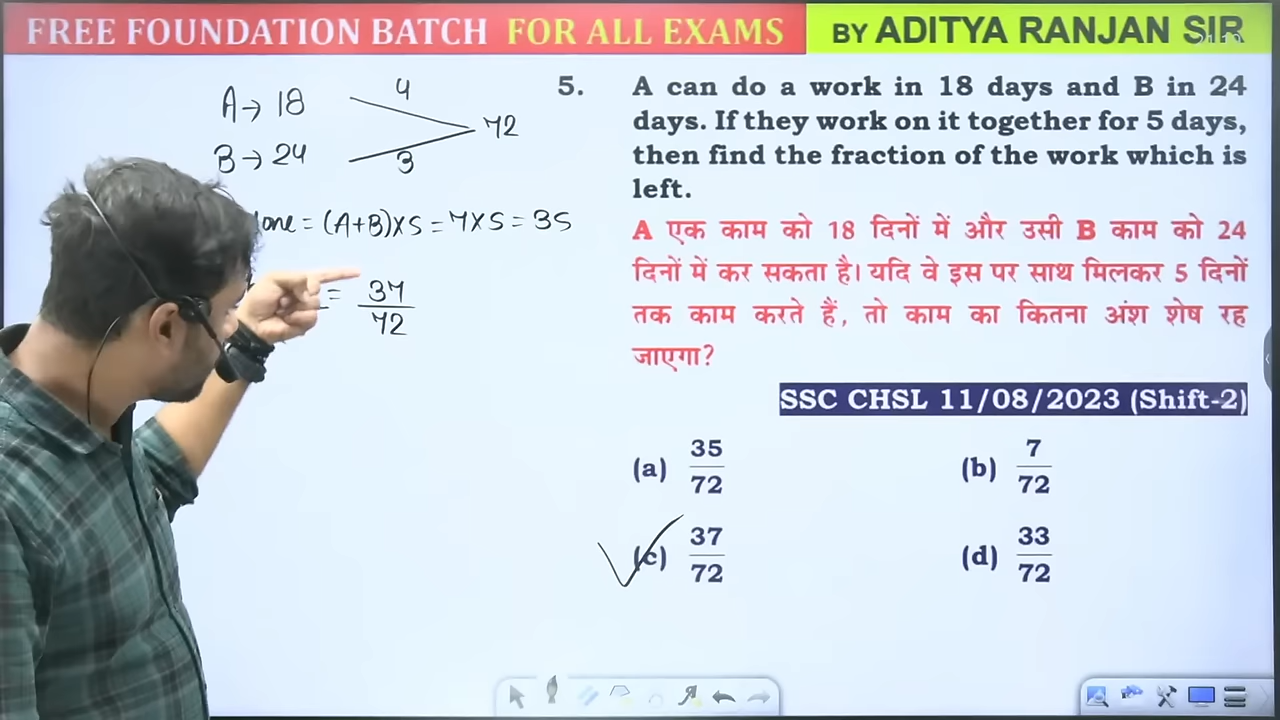 FREE FOUNDATION BATCH FOR ALL EXAMS
BY ADITYA RANJAN SIR
A→ 18 4
72
B→ 24 3
done = (A+B)×5 = 7×5 = 35
= 37/72
5. A can do a work in 18 days and B in 24
days. If they work on it together for 5 days,
then find the fraction of the work which is
left.
A एक काम को 18 दिनों में और उसी B काम को 24
दिनों में कर सकता है। यदि वे इस पर साथ मिलकर 5 दिनों
तक काम करते हैं, तो काम का कितना अंश शेष रह
जाएगा?
SSC CHSL 11/08/2023 (Shift-2)
(a) 35/72 (b) 7/72
(c) 37/72 (d) 33/72